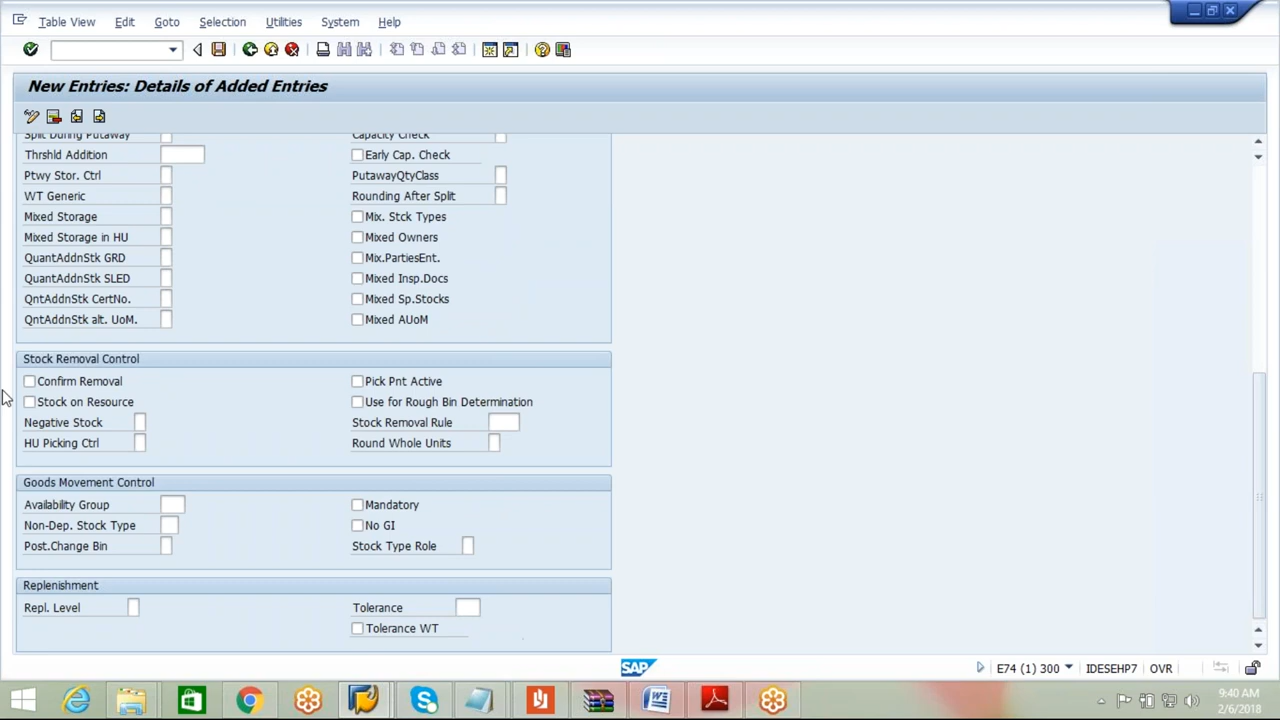 Table View Edit Goto Selection Utilities System Help
New Entries: Details of Added Entries
Split During Putaway Capacity Check
Thrshld Addition Early Cap. Check
Ptwy Stor. Ctrl PutawayQtyClass
WT Generic Rounding After Split
Mixed Storage Mix. Stck Types
Mixed Storage in HU Mixed Owners
QuantAddnStk GRD Mix.PartiesEnt.
QuantAddnStk SLED Mixed Insp.Docs
QntAddnStk CertNo. Mixed Sp.Stocks
QntAddnStk alt. UoM. Mixed AUoM
Stock Removal Control
Confirm Removal Pick Pnt Active
Stock on Resource Use for Rough Bin Determination
Negative Stock Stock Removal Rule
HU Picking Ctrl Round Whole Units
Goods Movement Control
Availability Group Mandatory
Non-Dep. Stock Type No GI
Post.Change Bin Stock Type Role
Replenishment
Repl. Level Tolerance
Tolerance WT
SAP E74 (1) 300 IDESEHP7 OVR
9:40 AM
2/6/2018